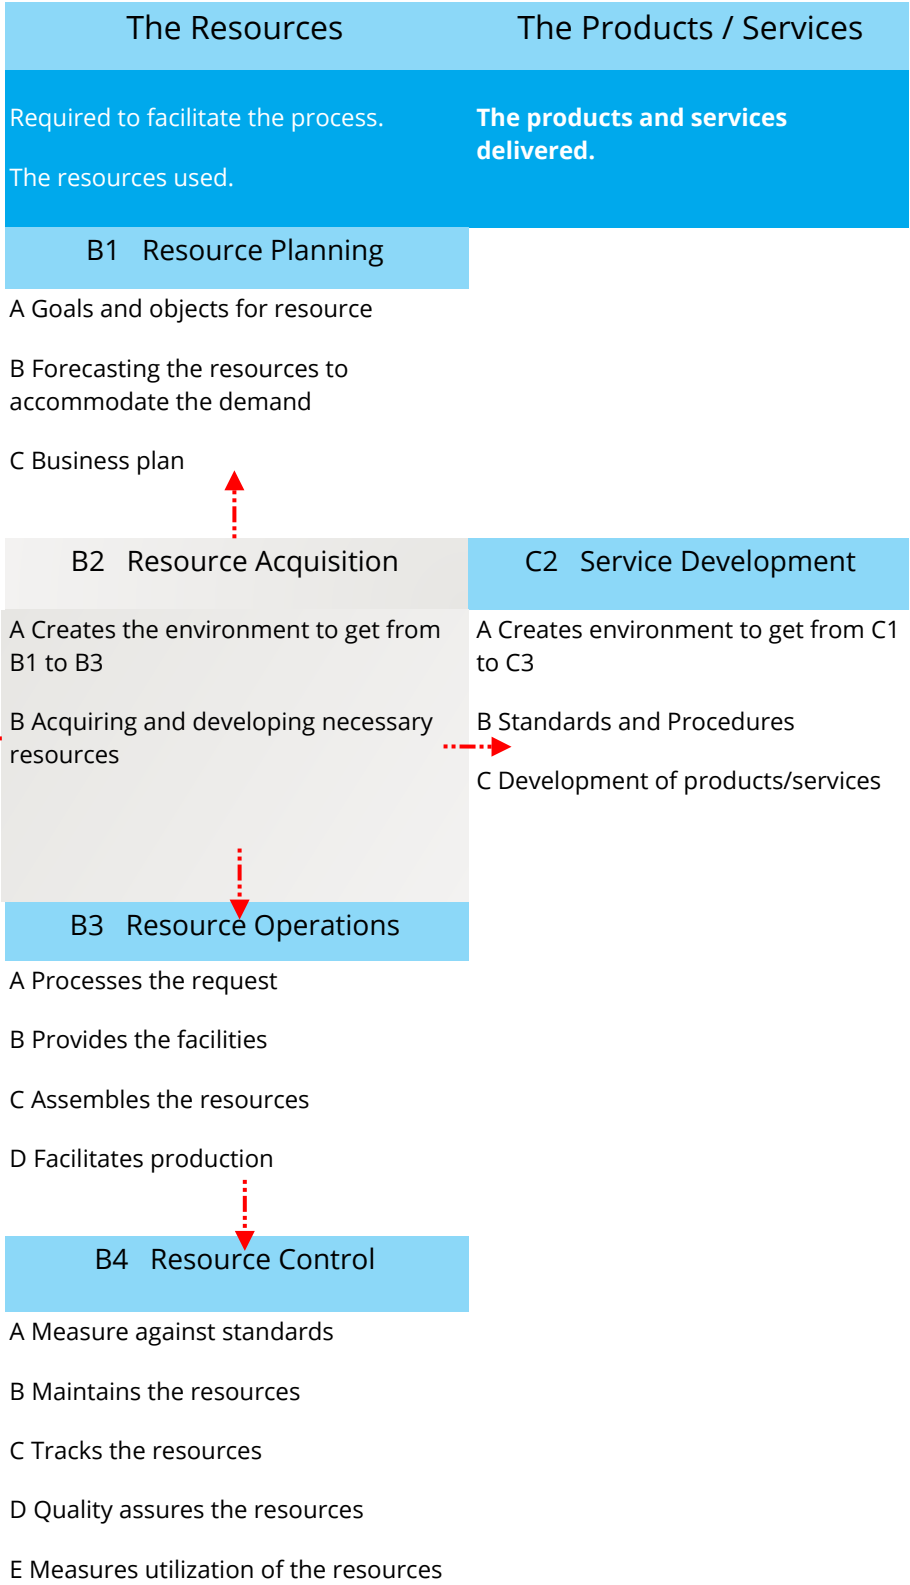 The Resources
The Products / Services
Required to facilitate the process.
The resources used.
The products and services
delivered.
B1 Resource Planning
A Goals and objects for resource
B Forecasting the resources to
accommodate the demand
C Business plan
B2 Resource Acquisition
A Creates the environment to get from
B1 to B3
B Acquiring and developing necessary
resources
C2 Service Development
A Creates environment to get from C1
to C3
B Standards and Procedures
C Development of products/services
B3 Resource Operations
A Processes the request
B Provides the facilities
C Assembles the resources
D Facilitates production
B4 Resource Control
A Measure against standards
B Maintains the resources
C Tracks the resources
D Quality assures the resources
E Measures utilization of the resources